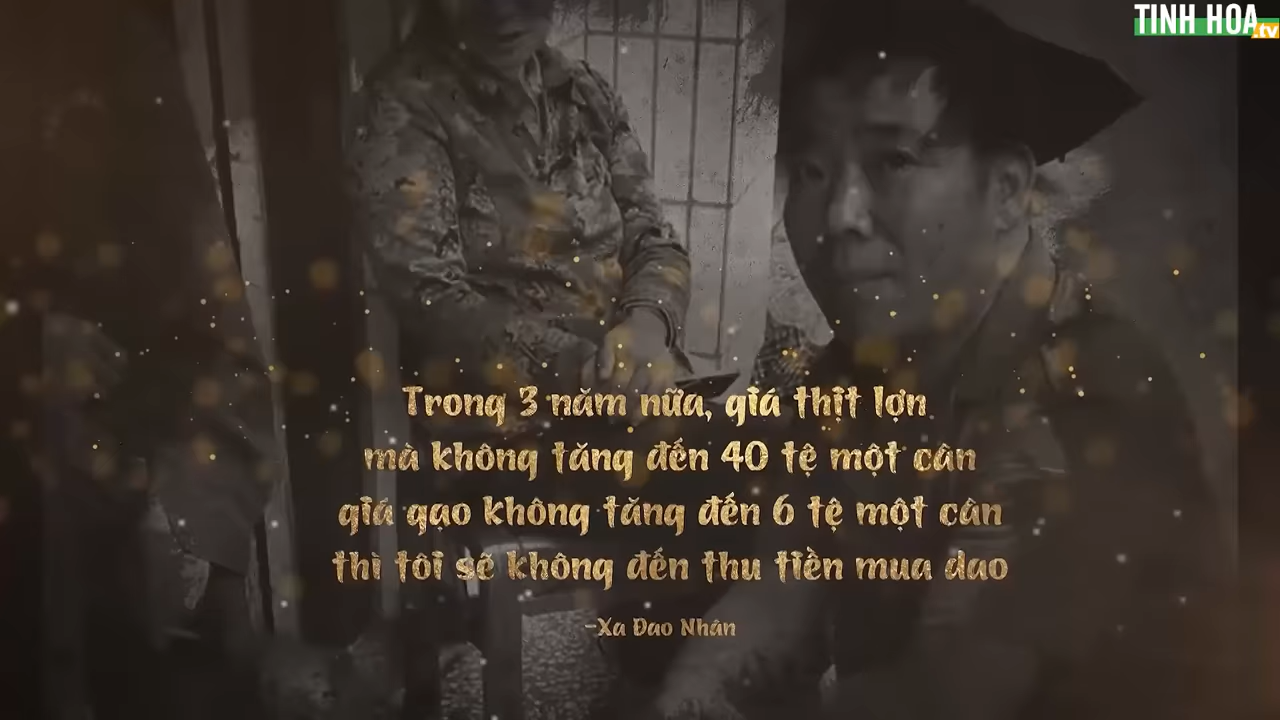 TINH HOA.tv
Trong 3 năm nữa, giá thịt lợn
mà không tăng đến 40 tệ một cân
giá gạo không tăng đến 6 tệ một cân
thì tôi sẽ không đến thu tiền mua dao
-Xa Đao Nhân